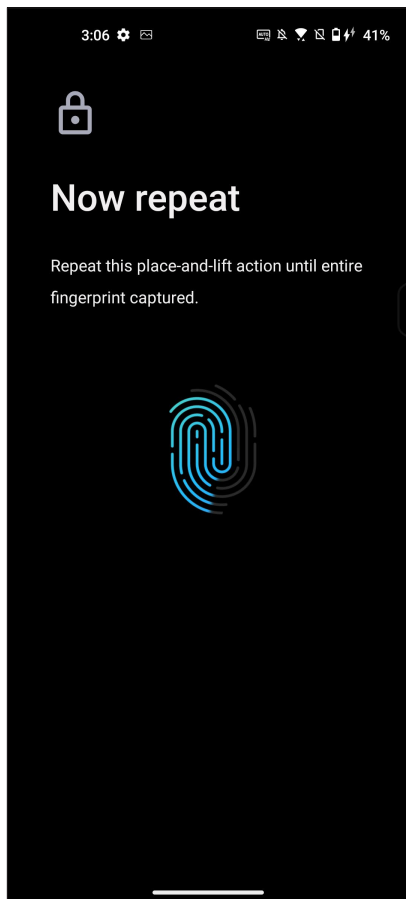 3:06 41%
Now repeat
Repeat this place-and-lift action until entire
fingerprint captured.